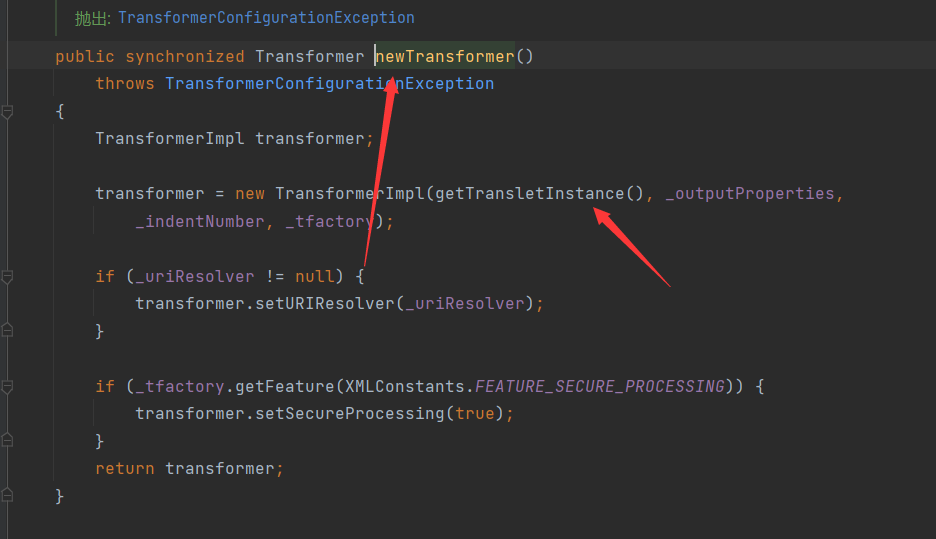 抛出: TransformerConfigurationException
public synchronized Transformer newTransformer()
throws TransformerConfigurationException
{
TransformerImpl transformer;
transformer = new TransformerImpl(getTransletInstance(), _outputProperties,
_indentNumber, _tfactory);
if (_uriResolver != null) {
transformer.setURIResolver(_uriResolver);
}
if (_tfactory.getFeature(XMLConstants.FEATURE_SECURE_PROCESSING)) {
transformer.setSecureProcessing(true);
}
return transformer;
}